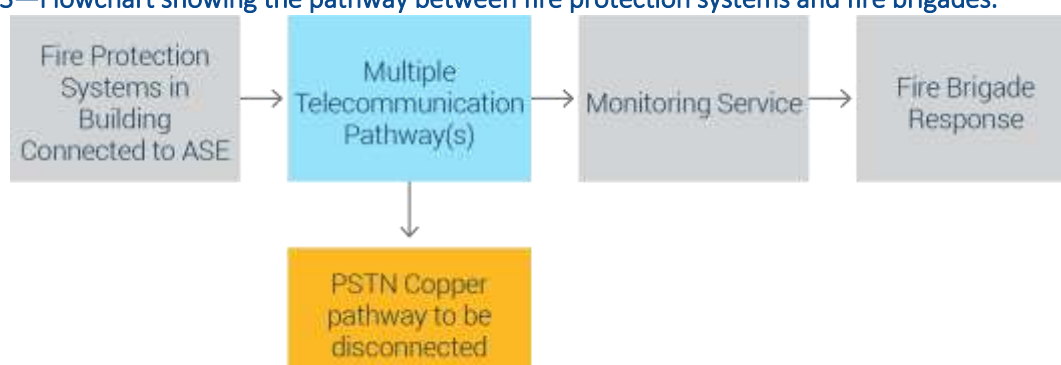 3—Flowchart showing the pathway between fire protection systems and fire brigades.
Fire Protection
Systems in
Building
Connected to ASE
Multiple
Telecommunication
Pathway(s)
Monitoring Service
Fire Brigade
Response
PSTN Copper
pathway to be
disconnected